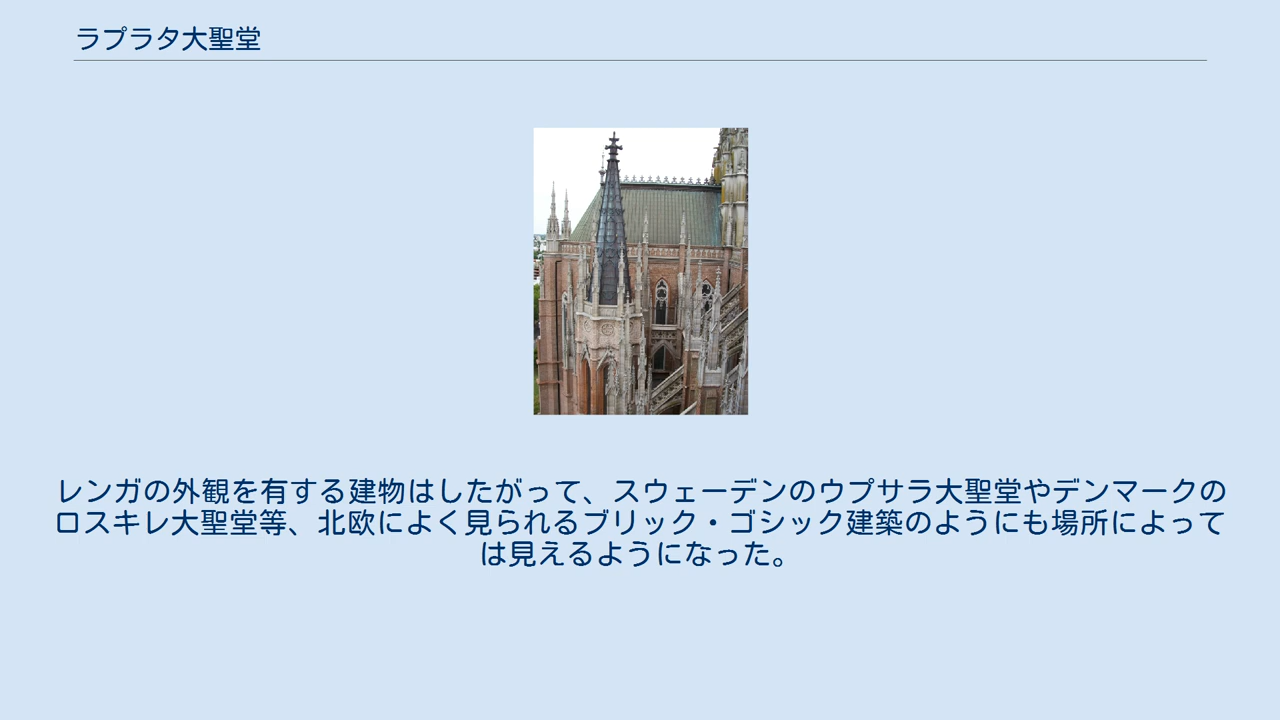 ラプラタ大聖堂
レンガの外観を有する建物はしたがって、スウェーデンのウプサラ大聖堂やデンマークの
ロスキレ大聖堂等、北欧によく見られるブリック・ゴシック建築のようにも場所によって
は見えるようになった。